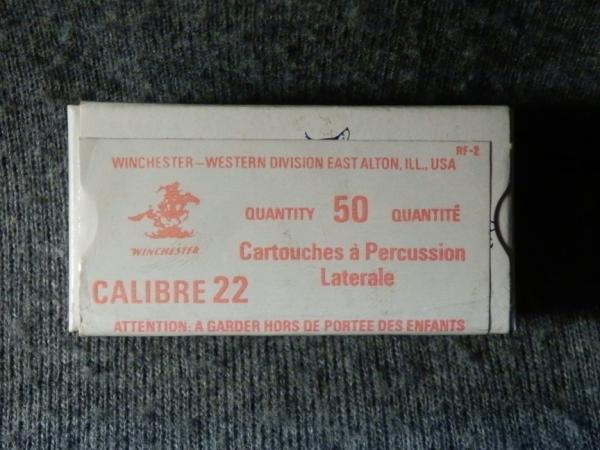 RF-2
WINCHESTER-WESTERN DIVISION EAST ALTON, ILL., USA
QUANTITY 50 QUANTITÉ
WINCHESTER
Cartouches à Percussion
Laterale
CALIBRE 22
ATTENTION: A GARDER HORS DE PORTEE DES ENFANTS